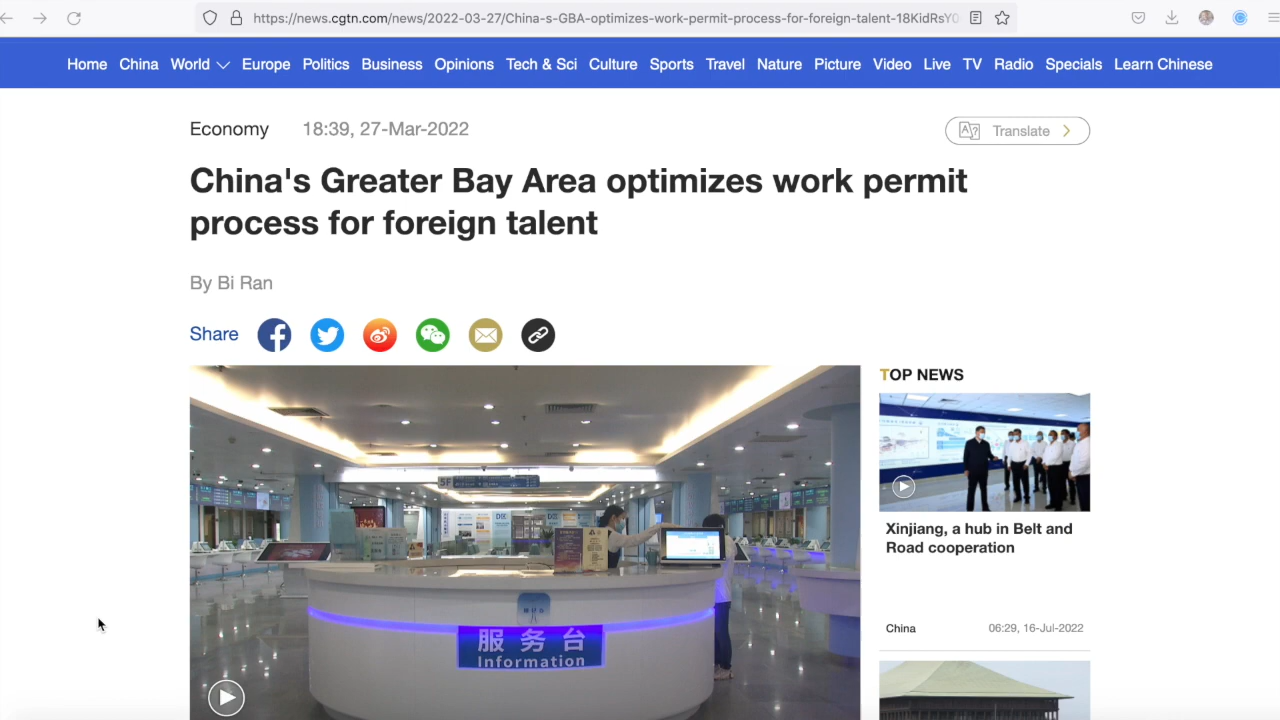 https://news.cgtn.com/news/2022-03-27/China-s-GBA-optimizes-work-permit-process-for-foreign-talent-18KidRsY0
Home China World Europe Politics Business Opinions Tech & Sci Culture Sports Travel Nature Picture Video Live TV Radio Specials Learn Chinese
Economy 18:39, 27-Mar-2022
Translate
China's Greater Bay Area optimizes work permit
process for foreign talent
By Bi Ran
Share
TOP NEWS
5F
服务台
Information
Xinjiang, a hub in Belt and
Road cooperation
China 06:29, 16-Jul-2022